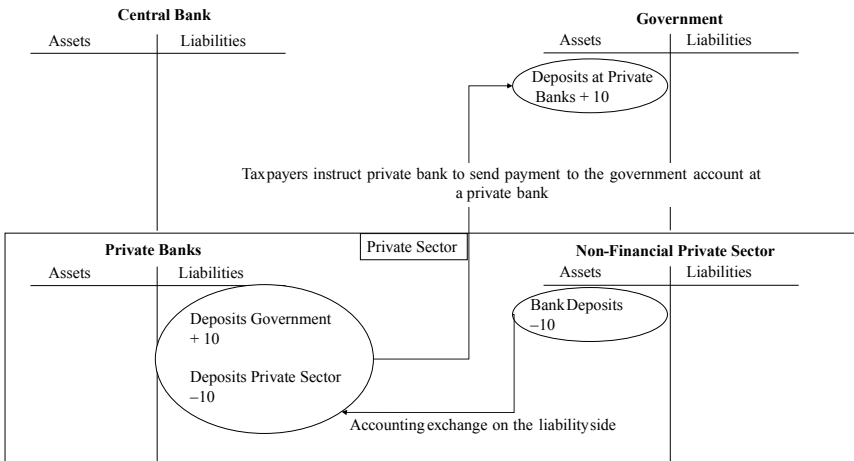 Central Bank
Assets Liabilities
Government
Assets Liabilities
Deposits at Private
Banks + 10
Taxpayers instruct private bank to send payment to the government account at
a private bank
Private Sector
Private Banks
Assets Liabilities
Deposits Government
+ 10
Deposits Private Sector
–10
Non-Financial Private Sector
Assets Liabilities
Bank Deposits
–10
Accounting exchange on the liability side